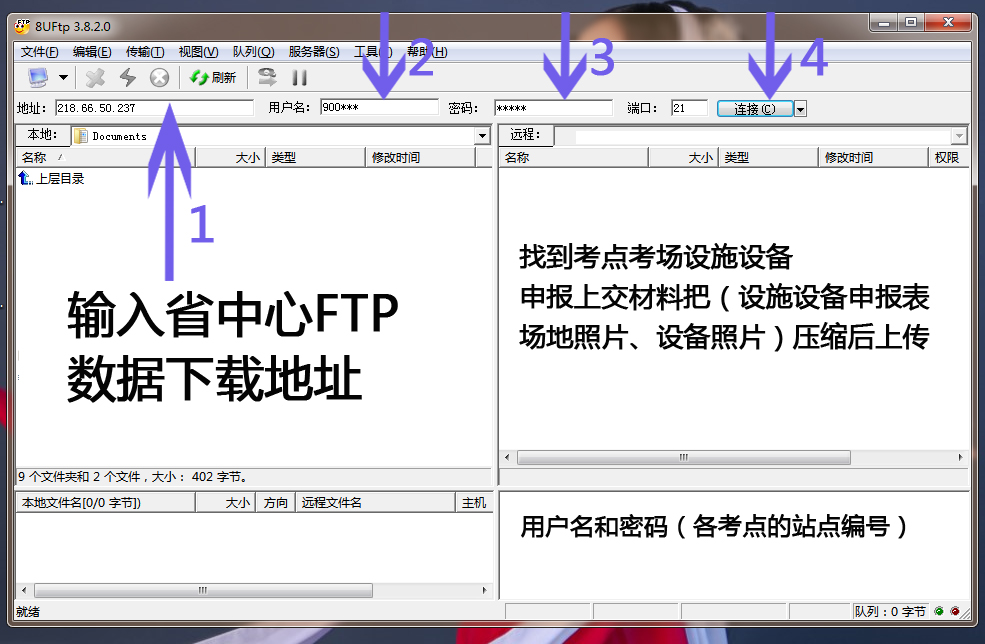 8UFtp 3.8.2.0
文件(F) 编辑(E) 传输(T) 视图(V) 队列(Q) 服务器(S) 工具( 帮助(H)
刷新
2
3
4
地址: 218.66.50.237 用户名: 900*** 密码: ***** 端口: 21 连接(C)
本地: Documents
远程:
名称 大小 类型 修改时间
名称 大小 类型 修改时间 权限
上层目录
1
输入省中心FTP
数据下载地址
找到考点考场设施设备
申报上交材料把（设施设备申报表
场地照片、设备照片）压缩后上传
9 个文件夹和 2 个文件，大小： 402 字节。
本地文件名[0/0 字节]) 大小 方向 远程文件名 主机
用户名和密码（各考点的站点编号）
就绪
队列：0 字节